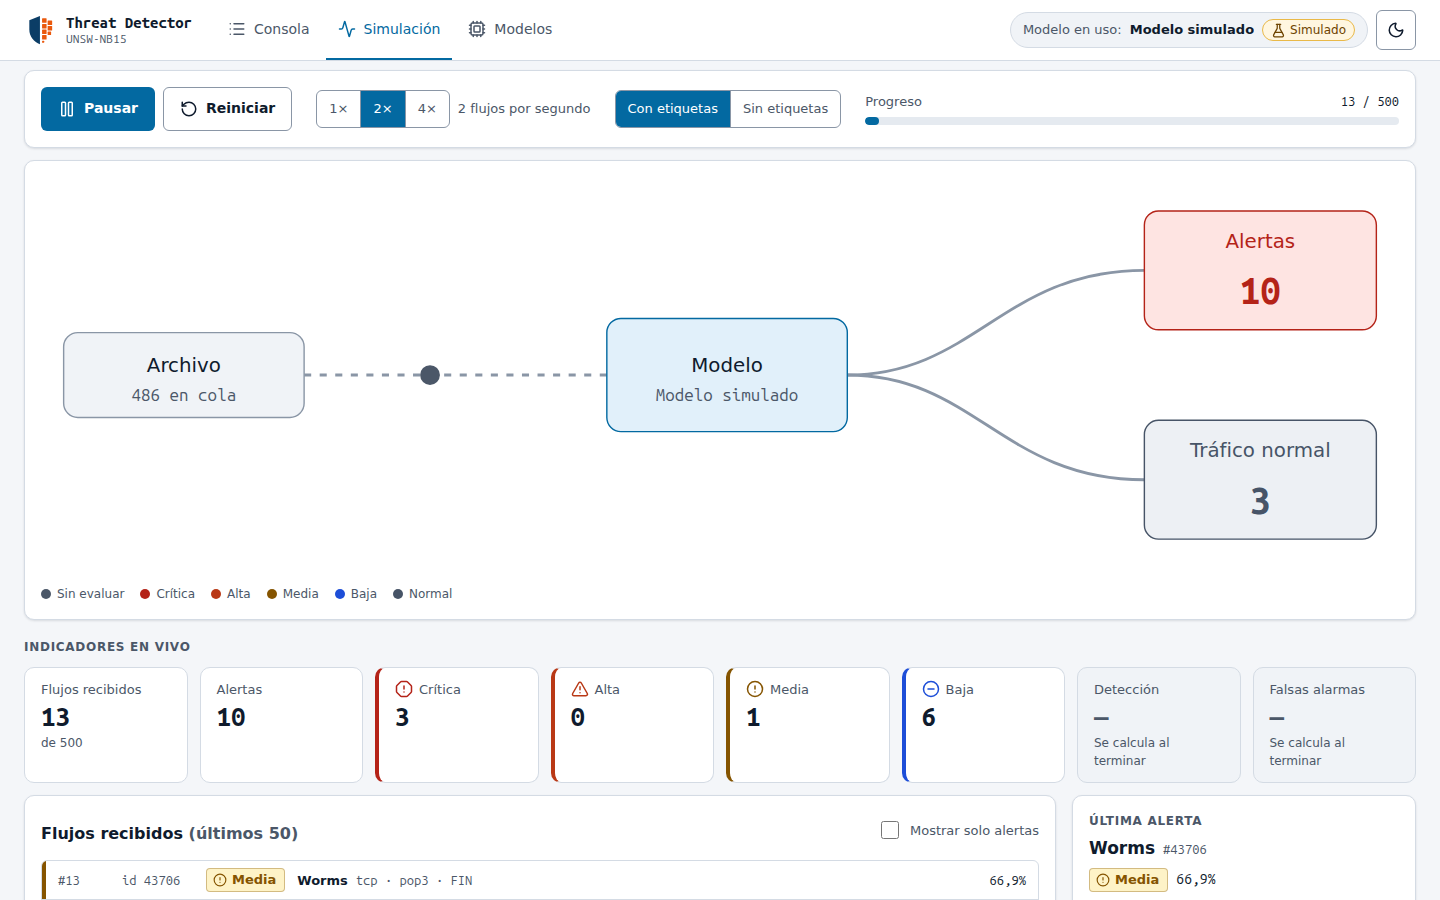 Threat Detector
UNSW-NB15
Consola
Simulación
Modelos
Modelo en uso: Modelo simulado
Simulado
Pausar
Reiniciar
1×
2×
4×
2 flujos por segundo
Con etiquetas
Sin etiquetas
Progreso
13 / 500
Archivo
486 en cola
Modelo
Modelo simulado
Alertas
10
Tráfico normal
3
Sin evaluar
Crítica
Alta
Media
Baja
Normal
INDICADORES EN VIVO
Flujos recibidos
13
de 500
Alertas
10
Crítica
3
Alta
0
Media
1
Baja
6
Detección
—
Se calcula al
terminar
Falsas alarmas
—
Se calcula al
terminar
Flujos recibidos (últimos 50)
Mostrar solo alertas
#13 id 43706 Media Worms tcp · pop3 · FIN 66,9%
ÚLTIMA ALERTA
Worms #43706
Media 66,9%